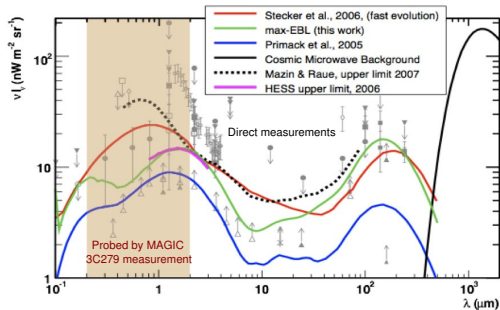 ν Iν (nW m⁻² sr⁻¹)
10²
10
1
Stecker et al., 2006, (fast evolution)
max-EBL (this work)
Primack et al., 2005
Cosmic Microwave Background
Mazin & Raue, upper limit 2007
HESS upper limit, 2006
Direct measurements
Probed by MAGIC
3C279 measurement
10⁻¹ 1 10 10² 10³
λ (μm)